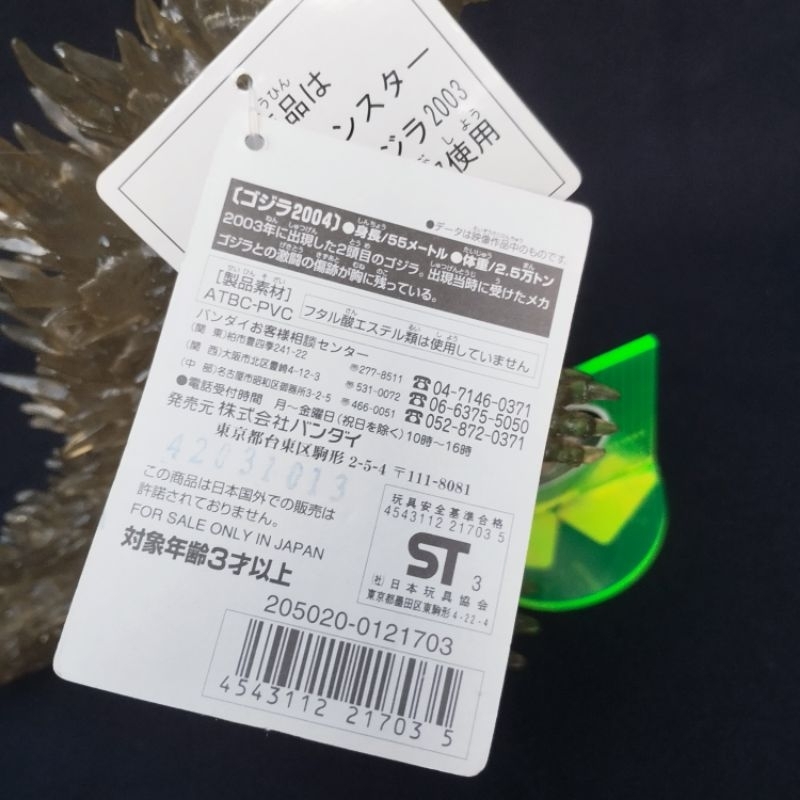 品は
ンスター
ジラ2003
使用
〔ゴジラ2004〕●身長/55メートル●体重/2.5万トン
●データは映像作品中のものです。
2003年に出現した2頭目のゴジラ。出現当時に受けたメカ
ゴジラとの激闘の傷跡が胸に残っている。
[製品素材]
ATBC-PVC
フタル酸エステル類は使用していません
バンダイお客様相談センター
(関 東)柏市豊四季241-22 〒277-8511 ☎04-7146-0371
(関 西)大阪市北区豊崎4-12-3 〒531-0072 ☎06-6375-5050
(中 部)名古屋市昭和区御器所3-2-5 〒466-0051 ☎052-872-0371
●電話受付時間 月〜金曜日(祝日を除く)10時〜16時
発売元 株式会社バンダイ
東京都台東区駒形 2-5-4 〒111-8081
42031013
この商品は日本国外での販売は
許諾されておりません。
FOR SALE ONLY IN JAPAN
対象年齢3才以上
玩具安全基準合格
4543112 21703 5
ST 3
(社)日本玩具協会
東京都墨田区東駒形4-22-4
205020-0121703
4543112 217035